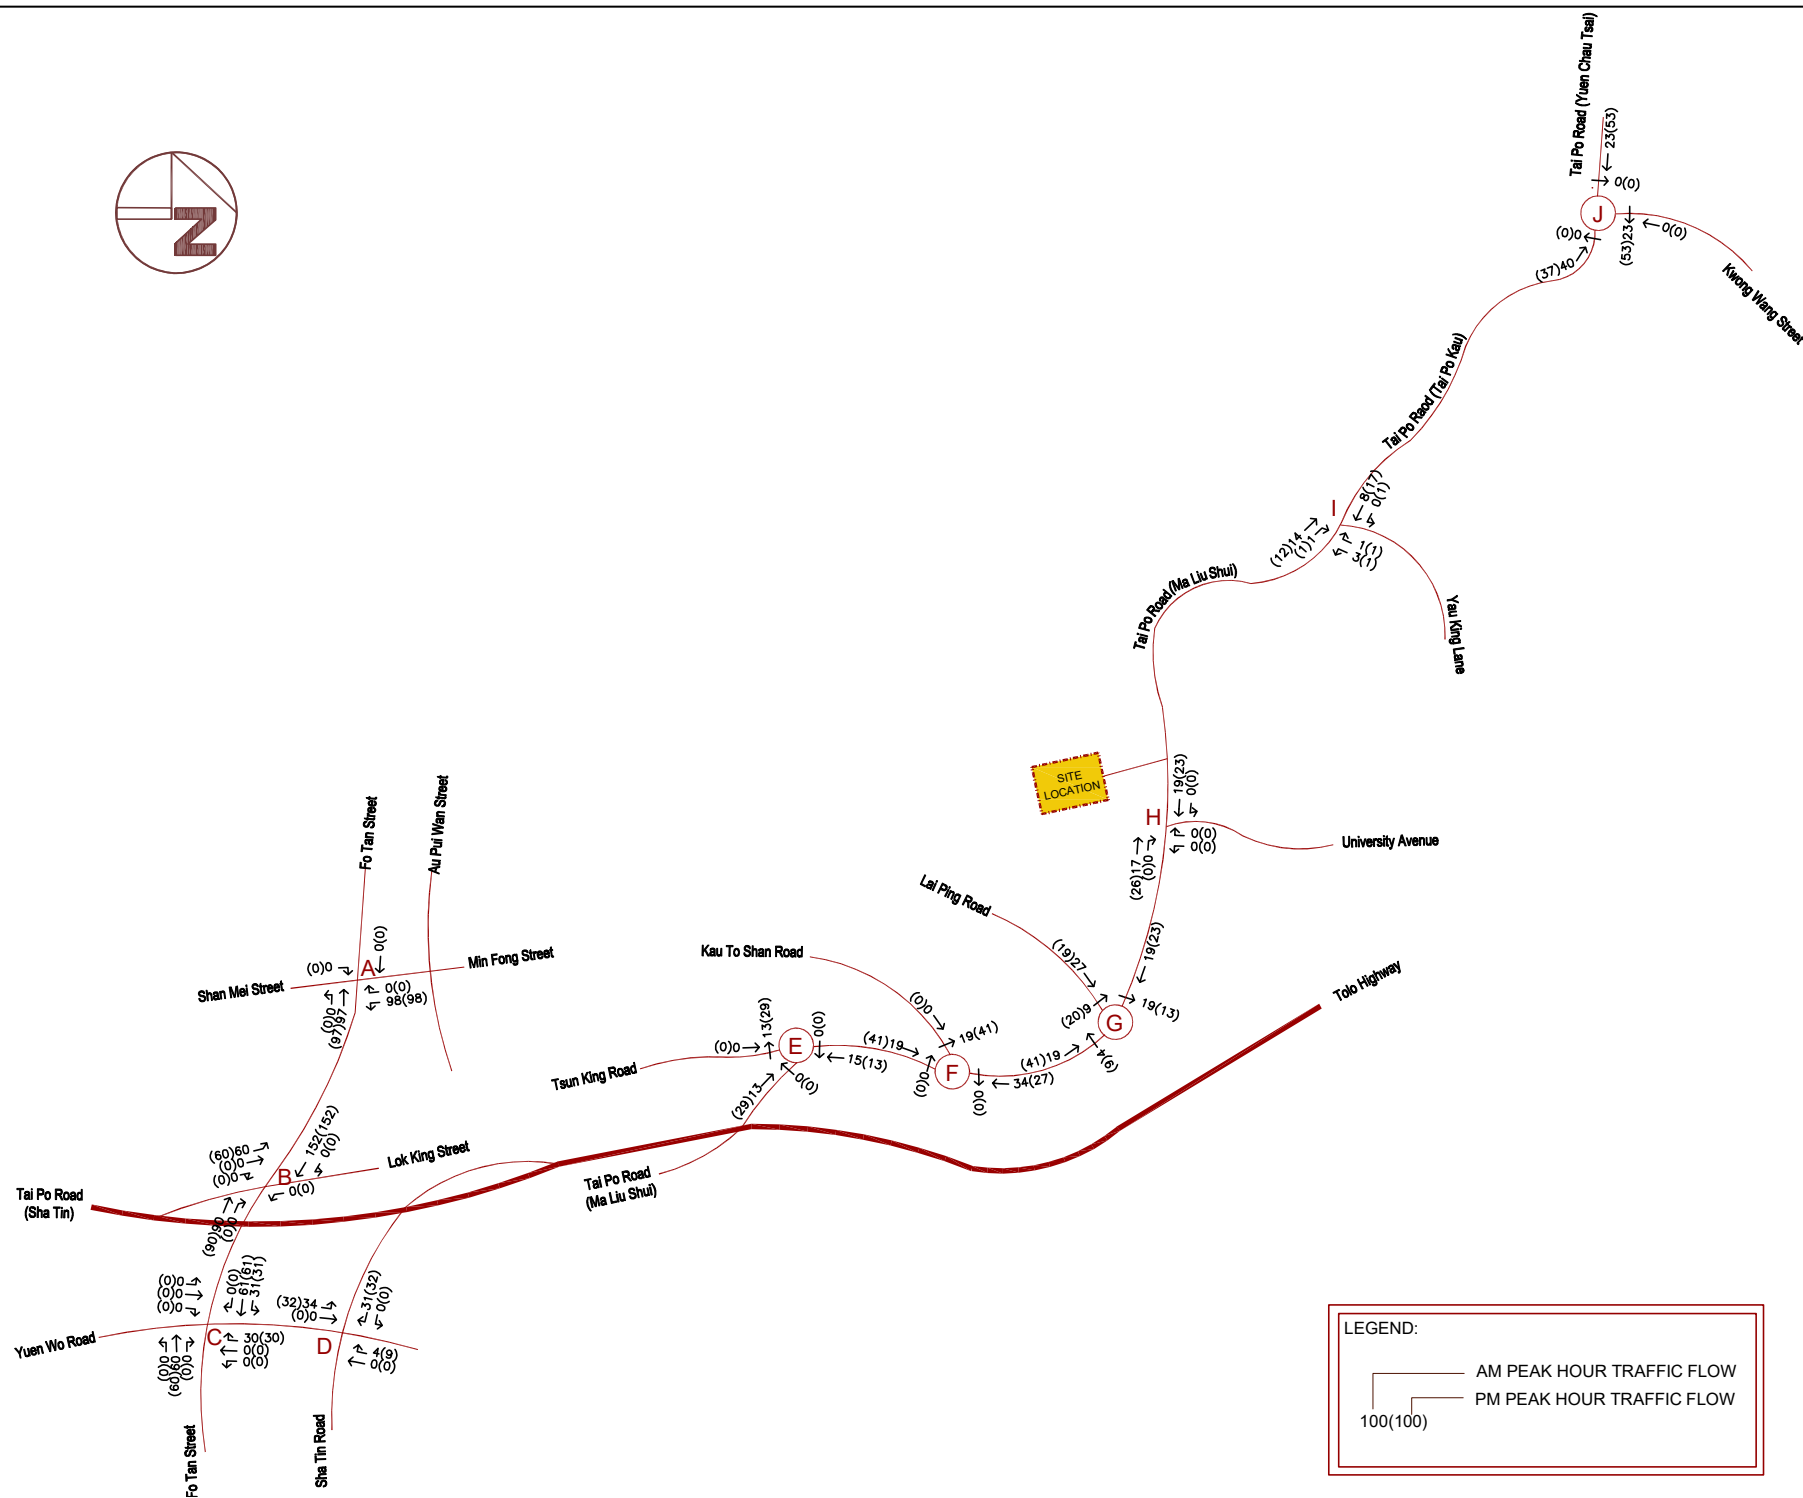 Tai Po Road (Yuen Chau Tsai)
23(53)
0(0)
J
(0)0
(53)23
0(0)
(37)40
Kwong Wang Street
N
Tai Po Raod (Tai Po Kau)
I
8(17)
0(1)
(12)14
(1)1
1(1)
3(1)
Tai Po Road (Ma Liu Shui)
Yau King Lane
SITE
LOCATION
19(23)
0(0)
H
0(0)
0(0)
(26)17
(0)0
University Avenue
Lai Ping Road
(19)27
19(23)
(20)9
19(13)
G
4(9)
Tolo Highway
Kau To Shan Road
(0)0
19(41)
(41)19
F
(0)0
(0)0
(41)19
34(27)
Tsun King Road
(0)0
13(29)
E
0(0)
15(13)
0(0)
(29)13
Tai Po Road
(Ma Liu Shui)
Fo Tan Street
Au Pui Wan Street
(0)0
A
0(0)
Min Fong Street
Shan Mei Street
0(0)
98(98)
(0)0
(97)97
(60)60
(0)0
(0)0
152(152)
0(0)
B
Lok King Street
0(0)
Tai Po Road
(Sha Tin)
(90)90
(0)0
(0)0
(0)0
(0)0
0(0)
61(61)
31(31)
(32)34
(0)0
31(32)
0(0)
Yuen Wo Road
C
30(30)
0(0)
0(0)
D
4(9)
0(0)
(0)0
(60)60
(0)0
Fo Tan Street
Sha Tin Road
LEGEND:
AM PEAK HOUR TRAFFIC FLOW
PM PEAK HOUR TRAFFIC FLOW
100(100)